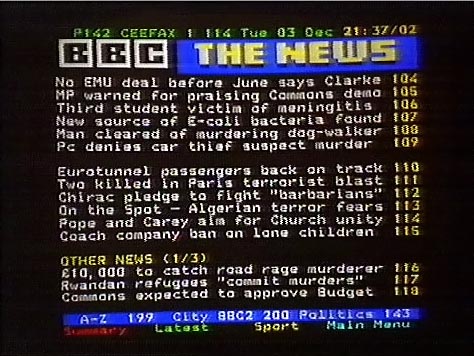 P142 CEEFAX 1 114 Tue 03 Dec 21:37/02
BBC THE NEWS
No EMU deal before June says Clarke 104
MP warned for praising Commons demo 105
Third student victim of meningitis 106
New source of E-coli bacteria found 107
Man cleared of murdering dog-walker 108
Pc denies car thief suspect murder 109
Eurotunnel passengers back on track 110
Two killed in Paris terrorist blast 111
Chirac pledge to fight "barbarians" 112
On the Spot - Algerian terror fears 113
Pope and Carey aim for Church unity 114
Coach company ban on lone children 115
OTHER NEWS (1/3)
£10,000 to catch road rage murderer 116
Rwandan refugees "commit murders" 117
Commons expected to approve Budget 118
A-Z 199 City BBC2 200 Politics 143
Summary Latest Sport Main Menu